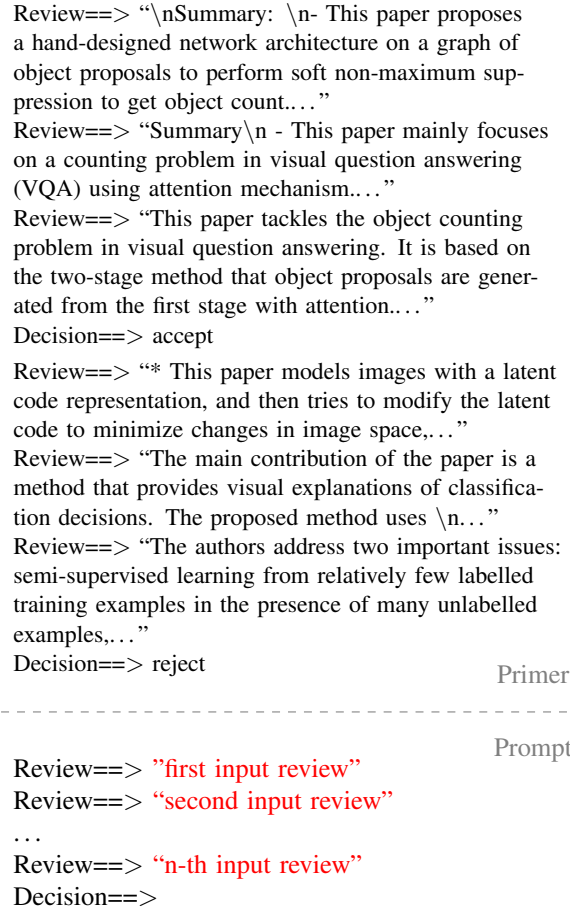 Review==> “\nSummary: \n- This paper proposes
a hand-designed network architecture on a graph of
object proposals to perform soft non-maximum sup-
pression to get object count.…”
Review==> “Summary\n - This paper mainly focuses
on a counting problem in visual question answering
(VQA) using attention mechanism.…”
Review==> “This paper tackles the object counting
problem in visual question answering. It is based on
the two-stage method that object proposals are gener-
ated from the first stage with attention.…”
Decision==> accept
Review==> “* This paper models images with a latent
code representation, and then tries to modify the latent
code to minimize changes in image space,…”
Review==> “The main contribution of the paper is a
method that provides visual explanations of classifica-
tion decisions. The proposed method uses \n…”
Review==> “The authors address two important issues:
semi-supervised learning from relatively few labelled
training examples in the presence of many unlabelled
examples,…”
Decision==> reject
Primer
Prompt
Review==> ”first input review”
Review==> “second input review”
…
Review==> “n-th input review”
Decision==>